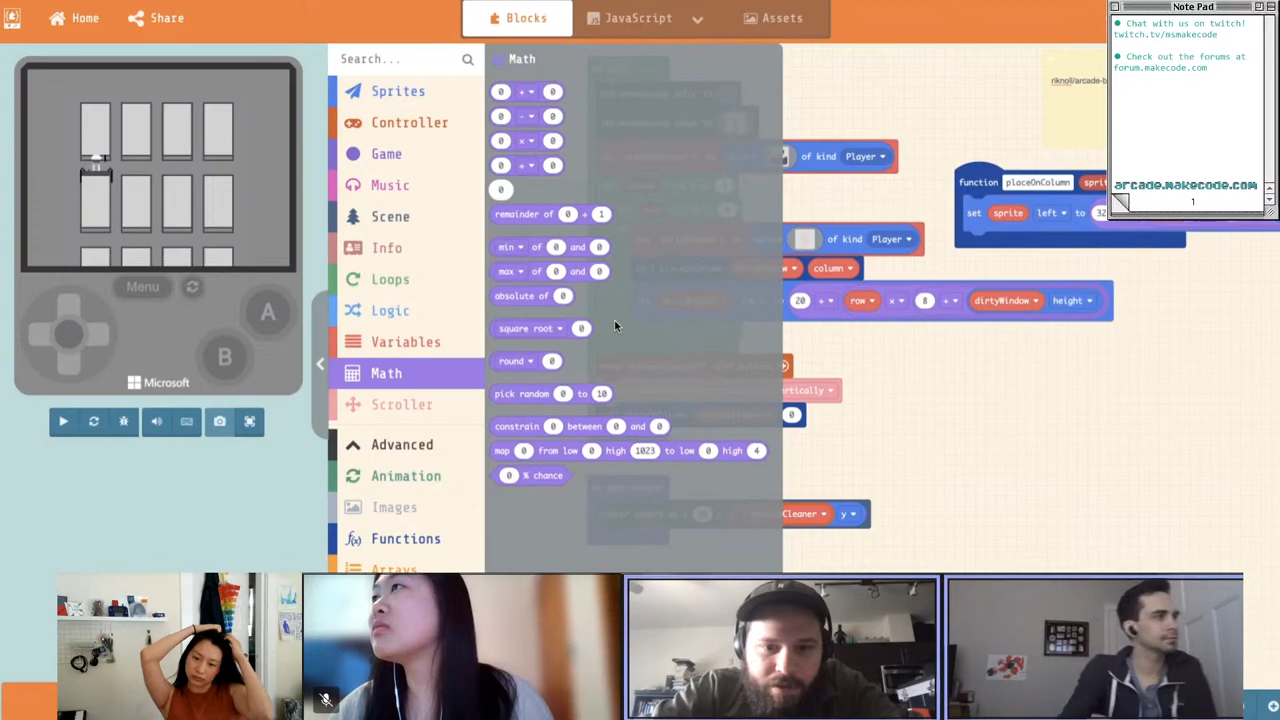 Home
Share
Blocks
JavaScript
Assets
Note Pad
● Chat with us on twitch!
twitch.tv/msmakecode
● Check out the forums at
forum.makecode.com
arcade.makecode.com
1
Search...
Sprites
Controller
Game
Music
Scene
Info
Loops
Logic
Variables
Math
Scroller
Advanced
Animation
Images
Functions
Arrays
Math
0 + 0
0 - 0
0 × 0
0 ÷ 0
0
remainder of 0 ÷ 1
min of 0 and 0
max of 0 and 0
absolute of 0
square root 0
round 0
pick random 0 to 10
constrain 0 between 0 and 0
map 0 from low 0 high 1023 to low 0 high 4
0 % chance
of kind Player
of kind Player
column
20 + row × 8 + dirtyWindow height
0
Cleaner y
riknoll/arcade-b
function placeOnColumn
set sprite left to 32
Menu
A
B
Microsoft